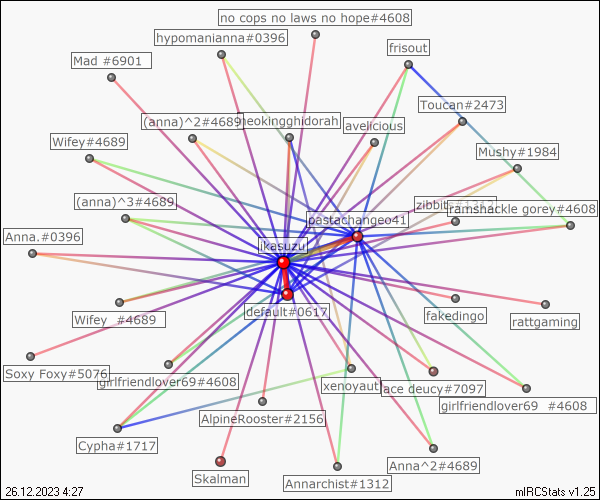 no cops no laws no hope#4608
hypomanianna#0396
frisout
Mad #6901
Toucan#2473
(anna)^2#4689
neokingghidorah
avelicious
Wifey#4689
Mushy#1984
(anna)^3#4689
ramshackle gorey#4608
pastachangeo41
Anna.#0396
ikasuzu
default#0617
Wifey  #4689
fakedingo
rattgaming
Soxy Foxy#5076
girlfriendlover69#4608
xenoyaut
ace deucy#7097
girlfriendlover69  #4608
AlpineRooster#2156
Cypha#1717
Anna^2#4689
Skalman
Annarchist#1312
26.12.2023 4:27
mIRCStats v1.25